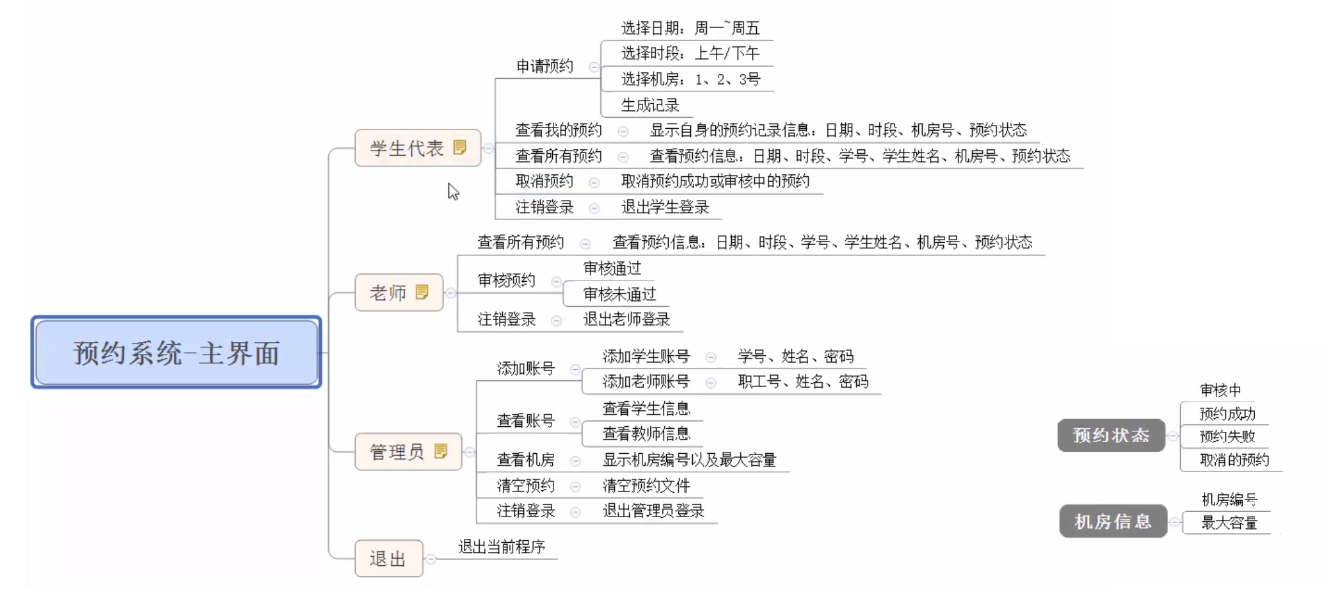 预约系统-主界面
学生代表
申请预约
选择日期：周一~周五
选择时段：上午/下午
选择机房：1、2、3号
生成记录
查看我的预约 显示自身的预约记录信息：日期、时段、机房号、预约状态
查看所有预约 查看预约信息：日期、时段、学号、学生姓名、机房号、预约状态
取消预约 取消预约成功或审核中的预约
注销登录 退出学生登录
老师
查看所有预约 查看预约信息：日期、时段、学号、学生姓名、机房号、预约状态
审核预约
审核通过
审核未通过
注销登录 退出老师登录
管理员
添加账号
添加学生账号 学号、姓名、密码
添加老师账号 职工号、姓名、密码
查看账号
查看学生信息
查看教师信息
查看机房 显示机房编号以及最大容量
清空预约 清空预约文件
注销登录 退出管理员登录
退出
退出当前程序
预约状态
审核中
预约成功
预约失败
取消的预约
机房信息
机房编号
最大容量